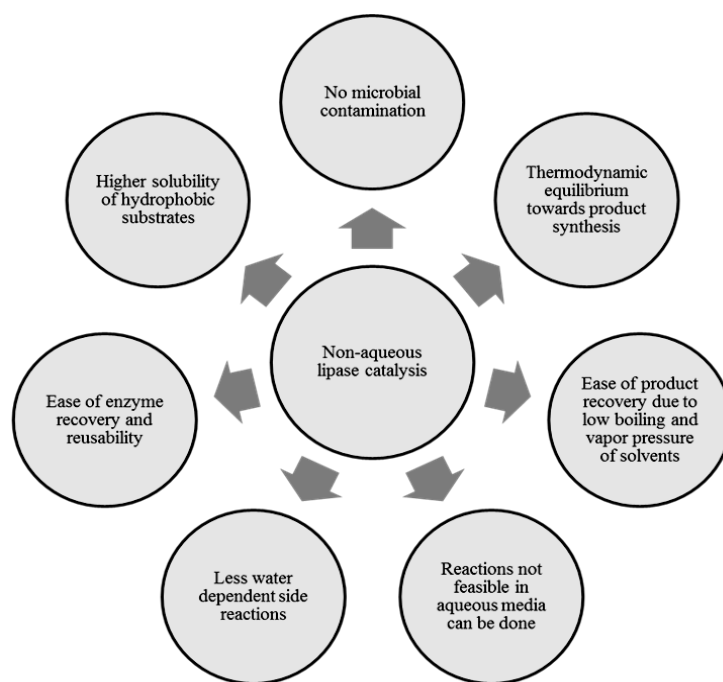 No microbial
contamination
Thermodynamic
equilibrium
towards product
synthesis
Ease of product
recovery due to
low boiling and
vapor pressure
of solvents
Reactions not
feasible in
aqueous media
can be done
Less water
dependent side
reactions
Ease of enzyme
recovery and
reusability
Higher solubility
of hydrophobic
substrates
Non-aqueous
lipase catalysis